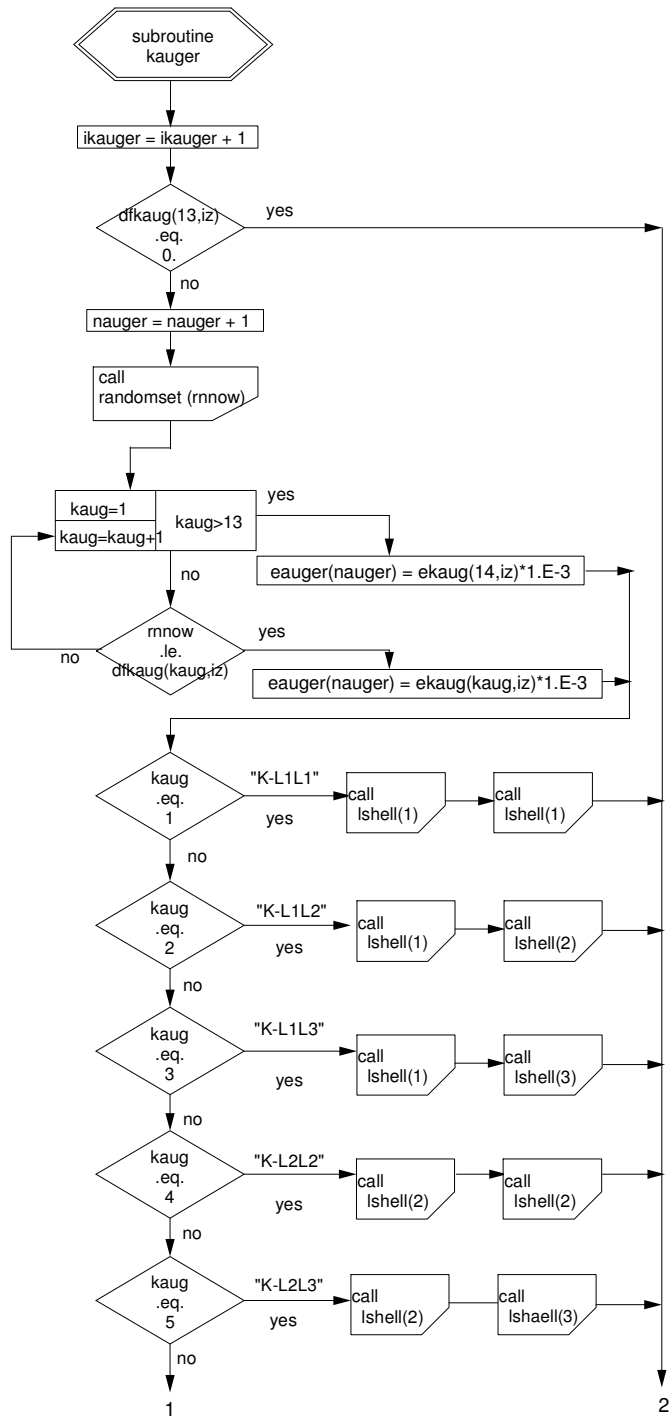 subroutine
kauger
ikauger = ikauger + 1
dfkaug(13,iz)
.eq.
0.
yes
no
nauger = nauger + 1
call
randomset (rnnow)
kaug=1
kaug=kaug+1
kaug>13
yes
no
eauger(nauger) = ekaug(14,iz)*1.E-3
rnnow
.le.
dfkaug(kaug,iz)
yes
no
eauger(nauger) = ekaug(kaug,iz)*1.E-3
kaug
.eq.
1
"K-L1L1"
yes
call
lshell(1)
call
lshell(1)
no
kaug
.eq.
2
"K-L1L2"
yes
call
lshell(1)
call
lshell(2)
no
kaug
.eq.
3
"K-L1L3"
yes
call
lshell(1)
call
lshell(3)
no
kaug
.eq.
4
"K-L2L2"
yes
call
lshell(2)
call
lshell(2)
no
kaug
.eq.
5
"K-L2L3"
yes
call
lshell(2)
call
lshaell(3)
no
1
2